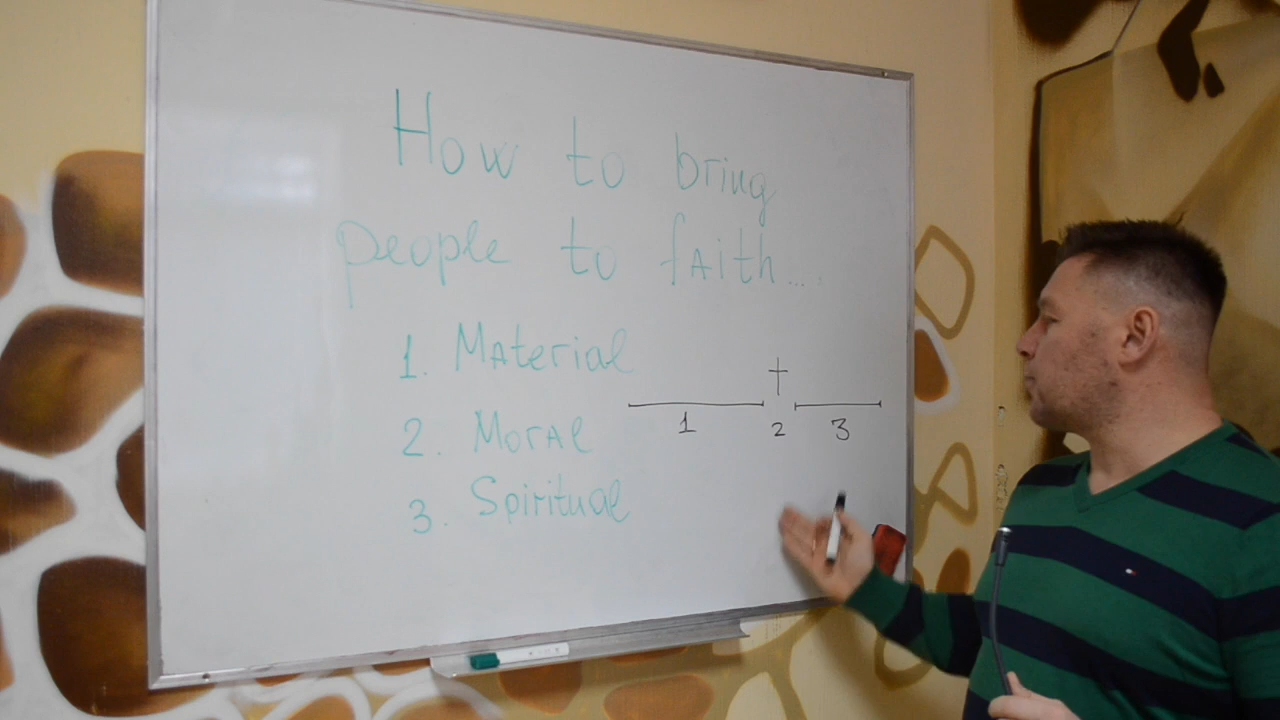 How to bring
people to faith....
1. Material
2. Moral
3. Spiritual
1 2 3